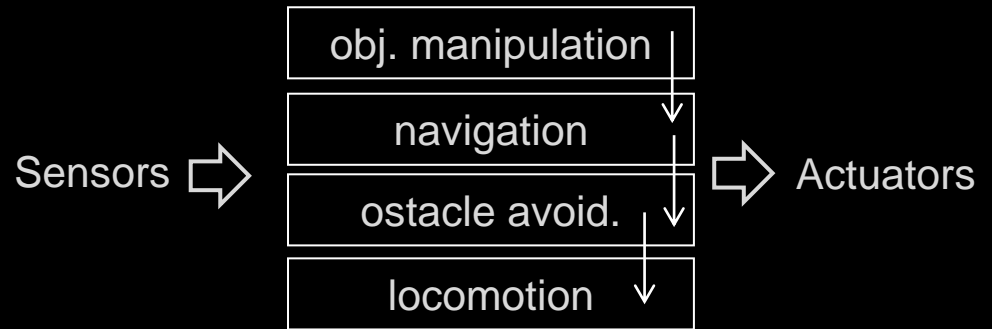 obj. manipulation
navigation
Sensors
Actuators
ostacle avoid.
locomotion